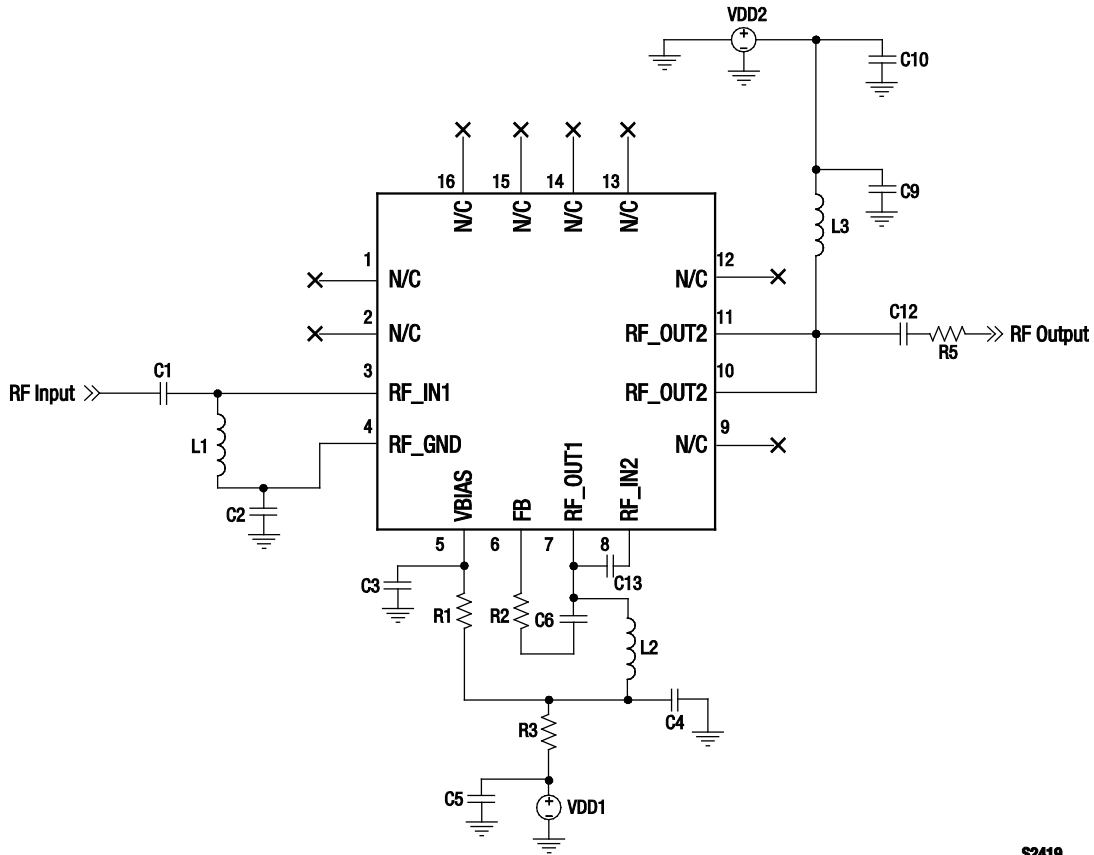 VDD2
+
–
C10
16
15
14
13
N/C
N/C
N/C
N/C
C9
L3
1
N/C
12
N/C
2
N/C
11
RF_OUT2
C12
R5
RF Output
RF Input
C1
3
RF_IN1
10
RF_OUT2
L1
4
RF_GND
9
N/C
C2
VBIAS
FB
RF_OUT1
RF_IN2
5
6
7
8
C3
R1
R2
C6
C13
L2
R3
C4
C5
+
–
VDD1
S2419